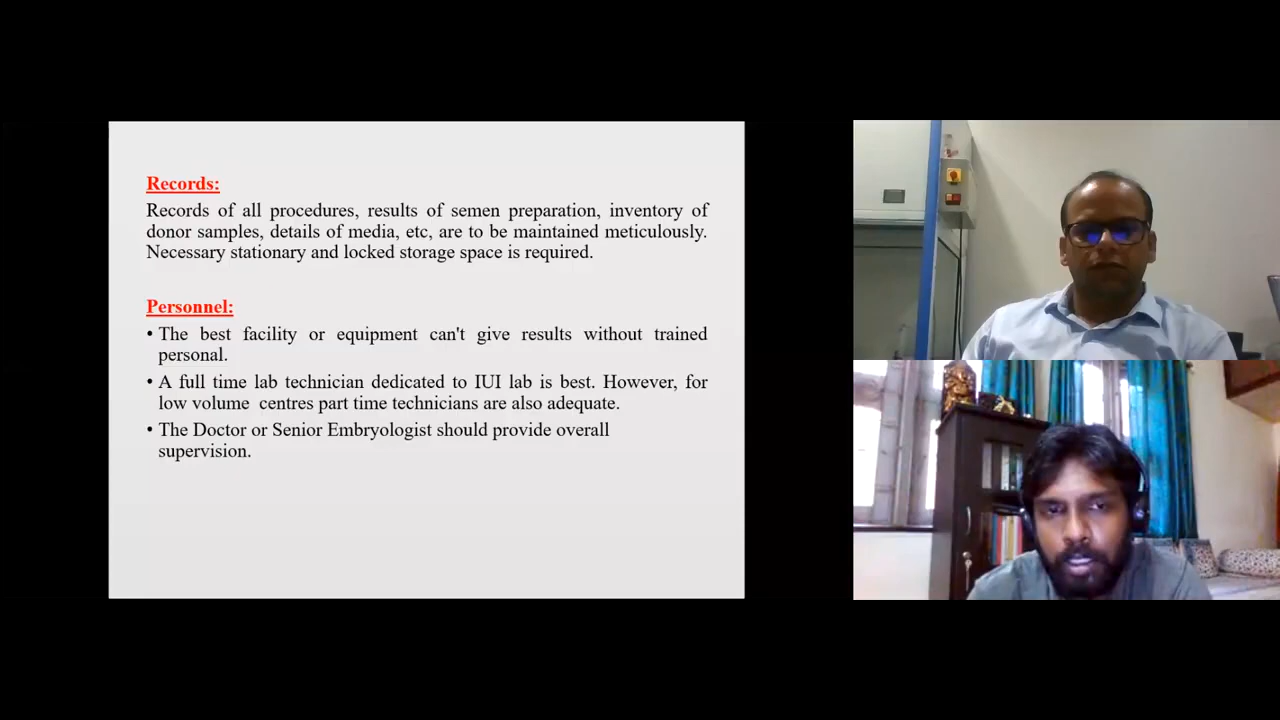 Records:
Records of all procedures, results of semen preparation, inventory of
donor samples, details of media, etc, are to be maintained meticulously.
Necessary stationary and locked storage space is required.
Personnel:
• The best facility or equipment can't give results without trained
personal.
• A full time lab technician dedicated to IUI lab is best. However, for
low volume centres part time technicians are also adequate.
• The Doctor or Senior Embryologist should provide overall
supervision.